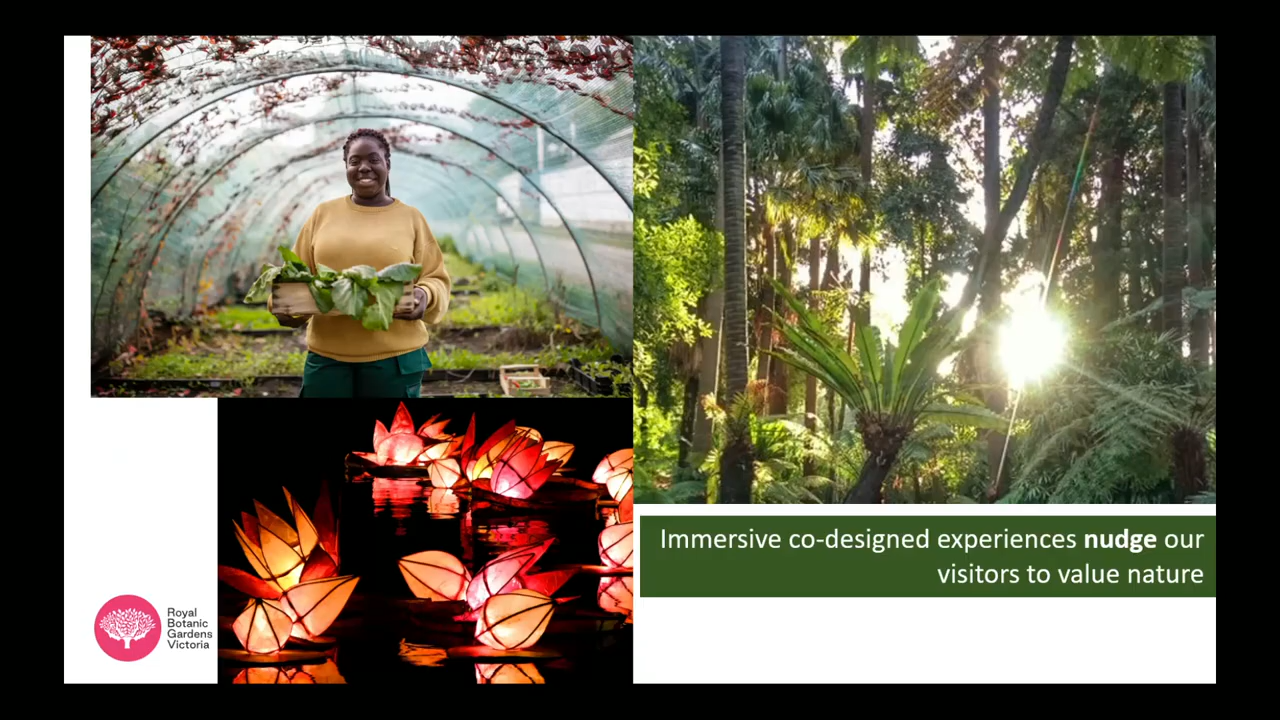 Immersive co-designed experiences nudge our
visitors to value nature
Royal
Botanic
Gardens
Victoria